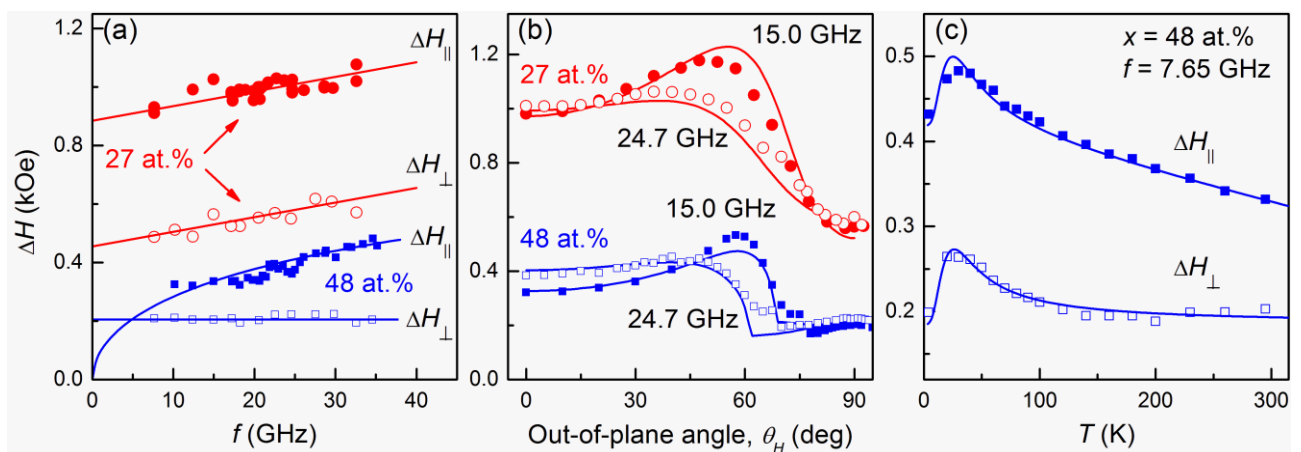 (a)
ΔH∥
27 at.%
ΔH⊥
ΔH∥
48 at.%
ΔH⊥
1.2
0.8
0.4
0.0
ΔH (kOe)
0 10 20 30 40
f (GHz)
(b)
15.0 GHz
27 at.%
24.7 GHz
15.0 GHz
48 at.%
24.7 GHz
1.2
0.8
0.4
0.0
0 30 60 90
Out-of-plane angle, θH (deg)
(c)
x = 48 at.%
f = 7.65 GHz
ΔH∥
ΔH⊥
0.5
0.4
0.3
0.2
0 100 200 300
T (K)